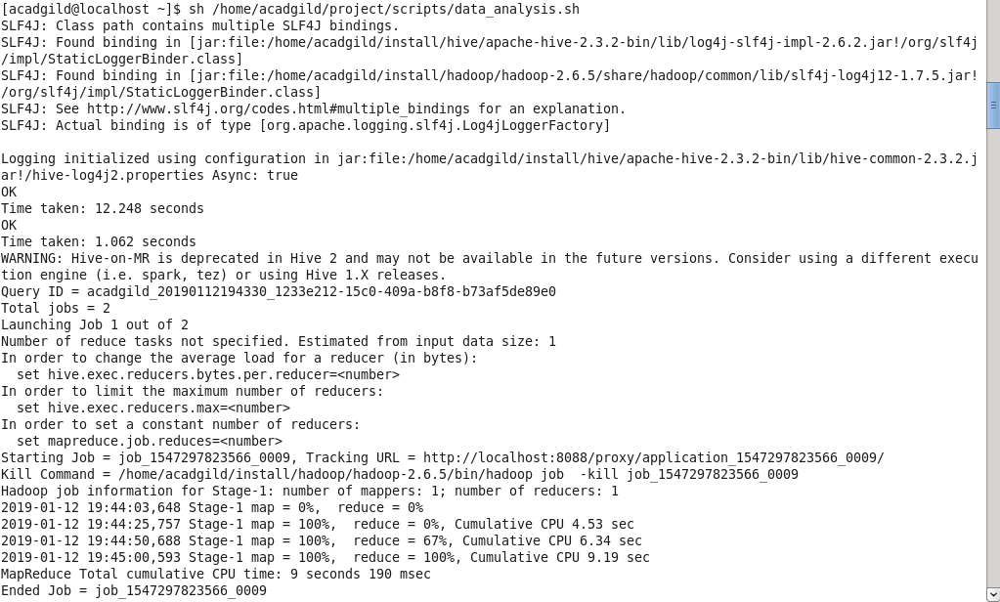 [acadgild@localhost ~]$ sh /home/acadgild/project/scripts/data_analysis.sh
SLF4J: Class path contains multiple SLF4J bindings.
SLF4J: Found binding in [jar:file:/home/acadgild/install/hive/apache-hive-2.3.2-bin/lib/log4j-slf4j-impl-2.6.2.jar!/org/slf4j
/impl/StaticLoggerBinder.class]
SLF4J: Found binding in [jar:file:/home/acadgild/install/hadoop/hadoop-2.6.5/share/hadoop/common/lib/slf4j-log4j12-1.7.5.jar!
/org/slf4j/impl/StaticLoggerBinder.class]
SLF4J: See http://www.slf4j.org/codes.html#multiple_bindings for an explanation.
SLF4J: Actual binding is of type [org.apache.logging.slf4j.Log4jLoggerFactory]
Logging initialized using configuration in jar:file:/home/acadgild/install/hive/apache-hive-2.3.2-bin/lib/hive-common-2.3.2.j
ar!/hive-log4j2.properties Async: true
OK
Time taken: 12.248 seconds
OK
Time taken: 1.062 seconds
WARNING: Hive-on-MR is deprecated in Hive 2 and may not be available in the future versions. Consider using a different execu
tion engine (i.e. spark, tez) or using Hive 1.X releases.
Query ID = acadgild_20190112194330_1233e212-15c0-409a-b8f8-b73af5de89e0
Total jobs = 2
Launching Job 1 out of 2
Number of reduce tasks not specified. Estimated from input data size: 1
In order to change the average load for a reducer (in bytes):
  set hive.exec.reducers.bytes.per.reducer=<number>
In order to limit the maximum number of reducers:
  set hive.exec.reducers.max=<number>
In order to set a constant number of reducers:
  set mapreduce.job.reduces=<number>
Starting Job = job_1547297823566_0009, Tracking URL = http://localhost:8088/proxy/application_1547297823566_0009/
Kill Command = /home/acadgild/install/hadoop/hadoop-2.6.5/bin/hadoop job  -kill job_1547297823566_0009
Hadoop job information for Stage-1: number of mappers: 1; number of reducers: 1
2019-01-12 19:44:03,648 Stage-1 map = 0%,  reduce = 0%
2019-01-12 19:44:25,757 Stage-1 map = 100%,  reduce = 0%, Cumulative CPU 4.53 sec
2019-01-12 19:44:50,688 Stage-1 map = 100%,  reduce = 67%, Cumulative CPU 6.34 sec
2019-01-12 19:45:00,593 Stage-1 map = 100%,  reduce = 100%, Cumulative CPU 9.19 sec
MapReduce Total cumulative CPU time: 9 seconds 190 msec
Ended Job = job_1547297823566_0009